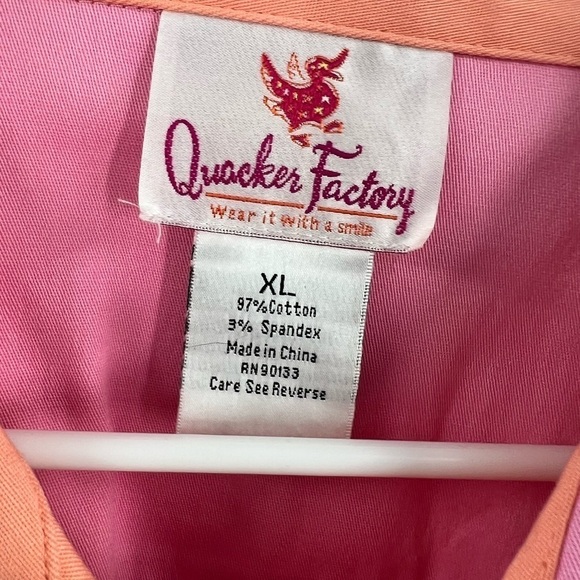 Quacker Factory
Wear it with a smile
XL
97%Cotton
3% Spandex
Made in China
RN90133
Care See Reverse